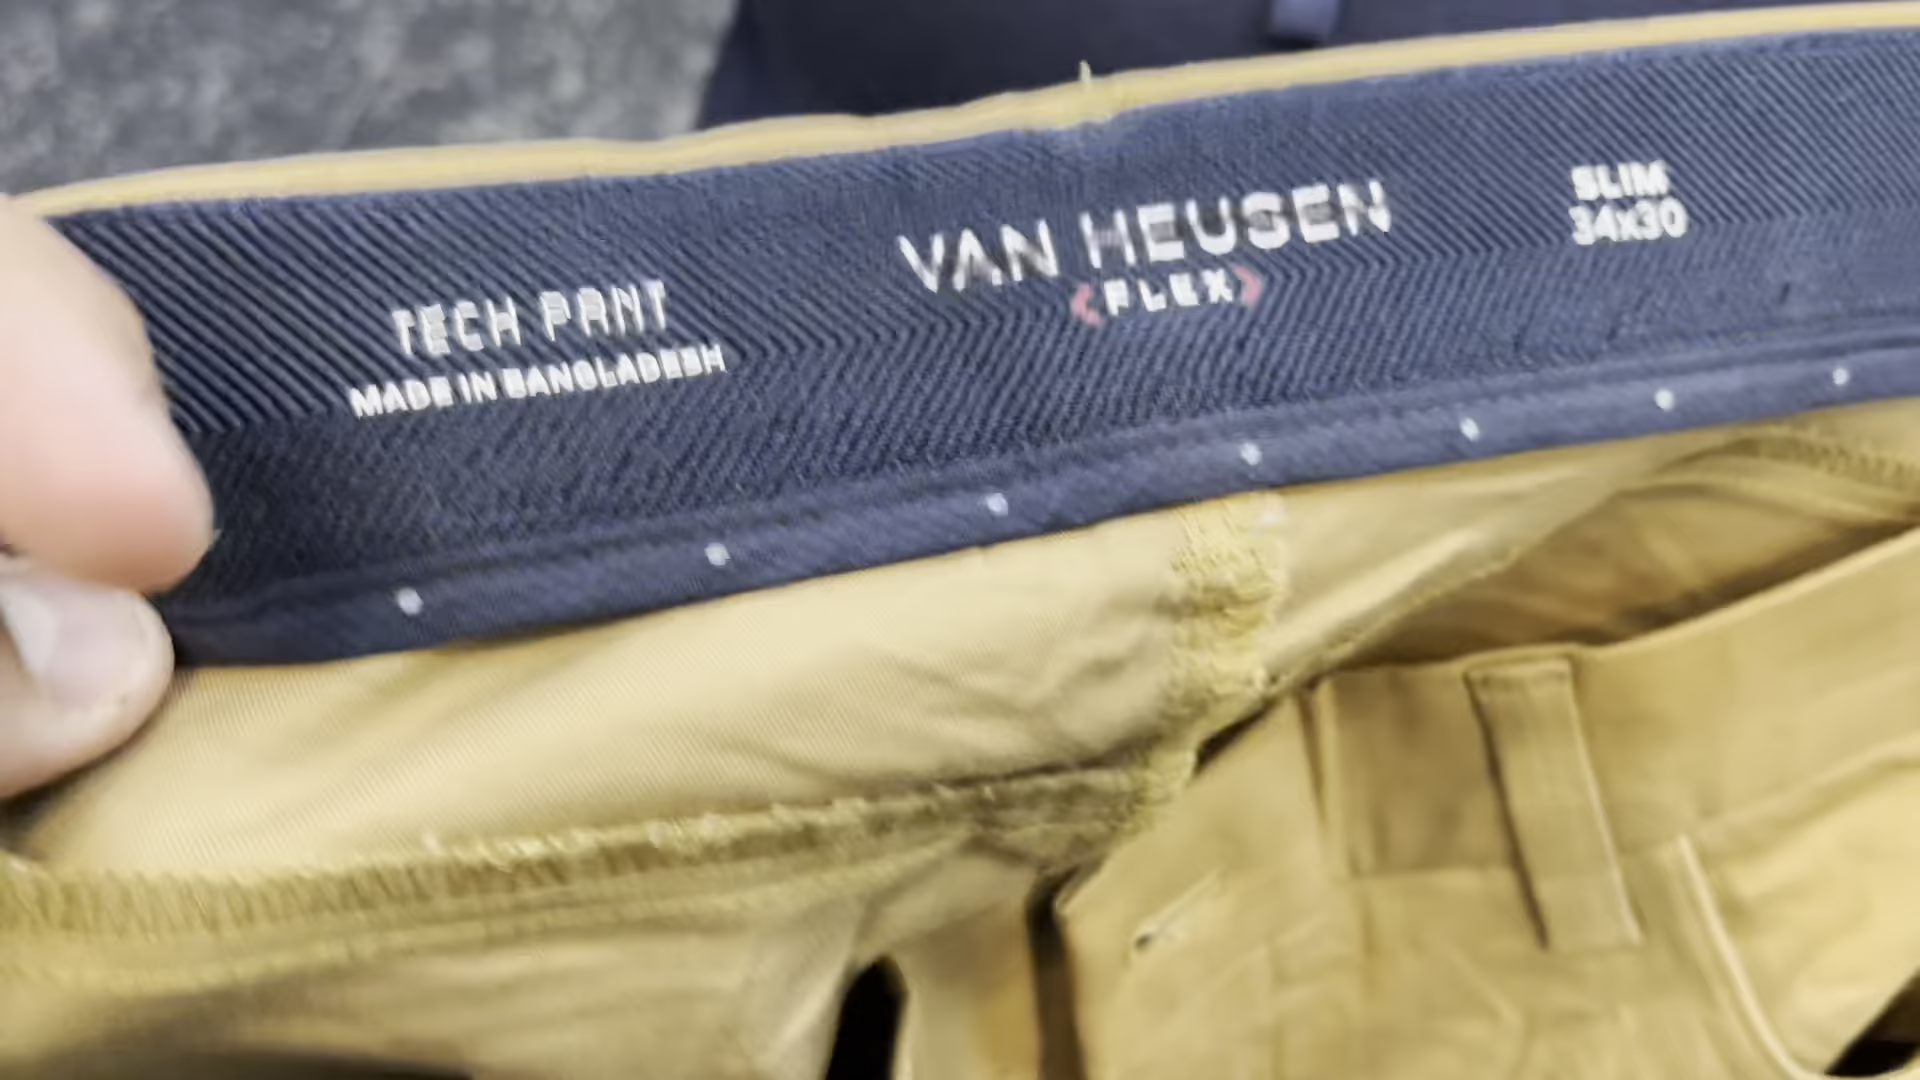 TECH PANT
MADE IN BANGLADESH
VAN HEUSEN
FLEX
SLIM
34x30